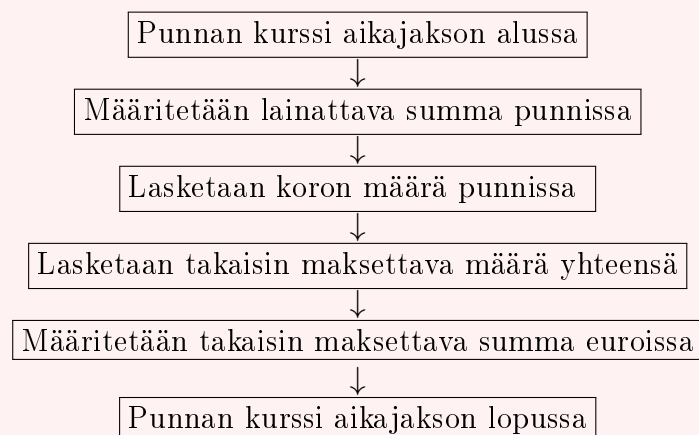 Punnan kurssi aikajakson alussa
Määritetään lainattava summa punnissa
Lasketaan koron määrä punnissa
Lasketaan takaisin maksettava määrä yhteensä
Määritetään takaisin maksettava summa euroissa
Punnan kurssi aikajakson lopussa